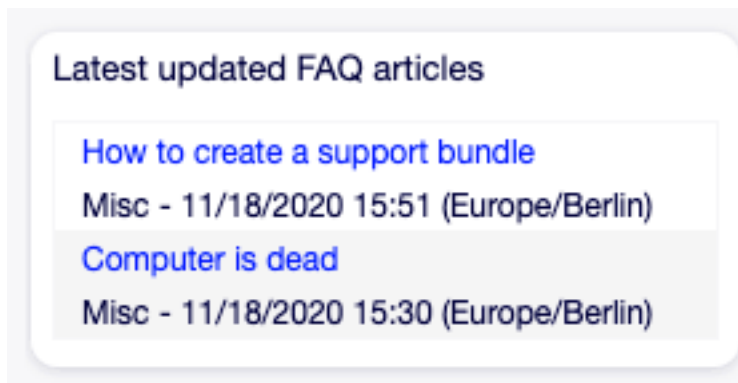 Latest updated FAQ articles
How to create a support bundle
Misc - 11/18/2020 15:51 (Europe/Berlin)
Computer is dead
Misc - 11/18/2020 15:30 (Europe/Berlin)